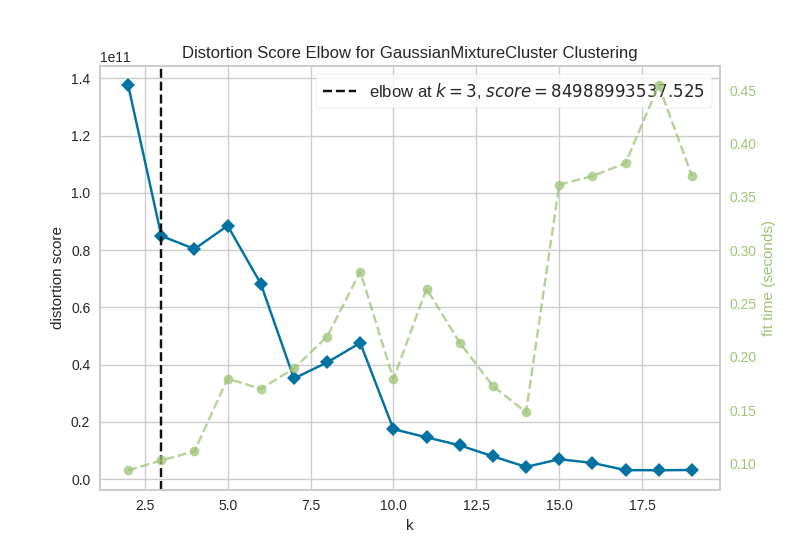 Distortion Score Elbow for GaussianMixtureCluster Clustering
1e11
elbow at k = 3, score = 84988993537.525
1.4
1.2
1.0
0.8
0.6
0.4
0.2
0.0
distortion score
0.45
0.40
0.35
0.30
0.25
0.20
0.15
0.10
fit time (seconds)
2.5 5.0 7.5 10.0 12.5 15.0 17.5
k